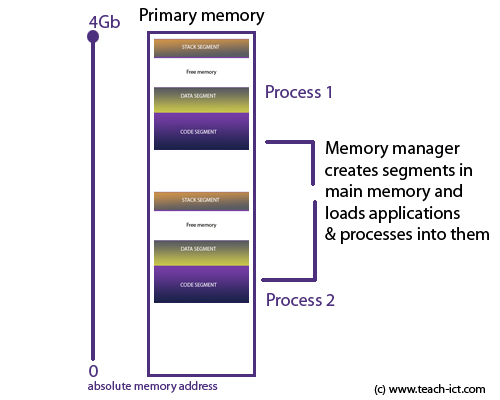 Primary memory
4Gb
STACK SEGMENT
Free memory
DATA SEGMENT
CODE SEGMENT
Process 1
Memory manager
creates segments in
main memory and
loads applications
& processes into them
STACK SEGMENT
Free memory
DATA SEGMENT
CODE SEGMENT
Process 2
0
absolute memory address
(c) www.teach-ict.com